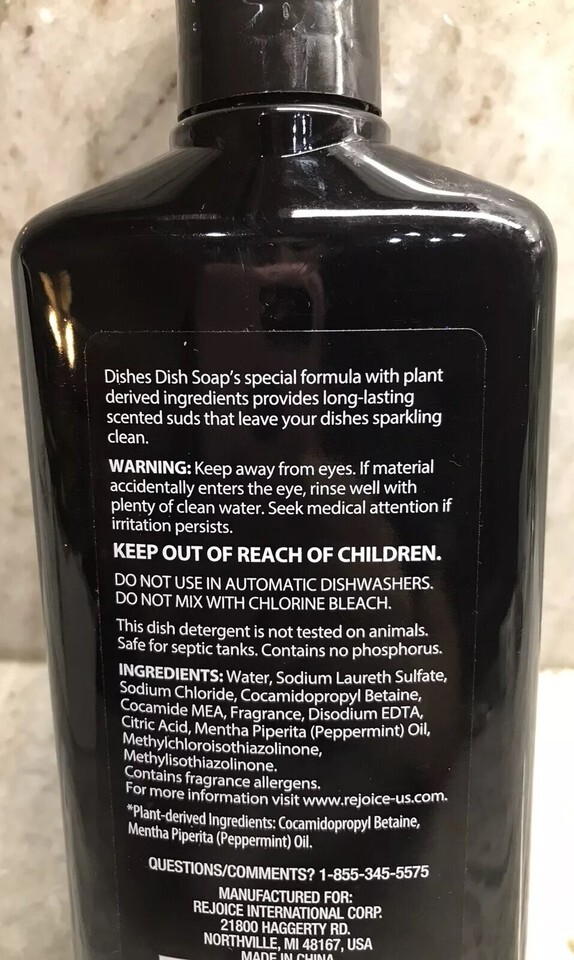 Dishes Dish Soap's special formula with plant
derived ingredients provides long-lasting
scented suds that leave your dishes sparkling
clean.
WARNING: Keep away from eyes. If material
accidentally enters the eye, rinse well with
plenty of clean water. Seek medical attention if
irritation persists.
KEEP OUT OF REACH OF CHILDREN.
DO NOT USE IN AUTOMATIC DISHWASHERS.
DO NOT MIX WITH CHLORINE BLEACH.
This dish detergent is not tested on animals.
Safe for septic tanks. Contains no phosphorus.
INGREDIENTS: Water, Sodium Laureth Sulfate,
Sodium Chloride, Cocamidopropyl Betaine,
Cocamide MEA, Fragrance, Disodium EDTA,
Citric Acid, Mentha Piperita (Peppermint) Oil,
Methylchloroisothiazolinone,
Methylisothiazolinone.
Contains fragrance allergens.
For more information visit www.rejoice-us.com.
*Plant-derived Ingredients: Cocamidopropyl Betaine,
Mentha Piperita (Peppermint) Oil.
QUESTIONS/COMMENTS? 1-855-345-5575
MANUFACTURED FOR:
REJOICE INTERNATIONAL CORP.
21800 HAGGERTY RD.
NORTHVILLE, MI 48167, USA
MADE IN CHINA